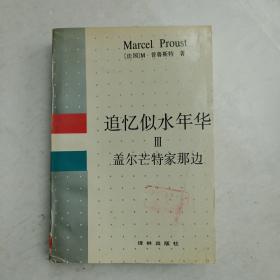 Marcel Proust
[法国]M·普鲁斯特 著
追忆似水年华
III
盖尔芒特家那边
译林出版社